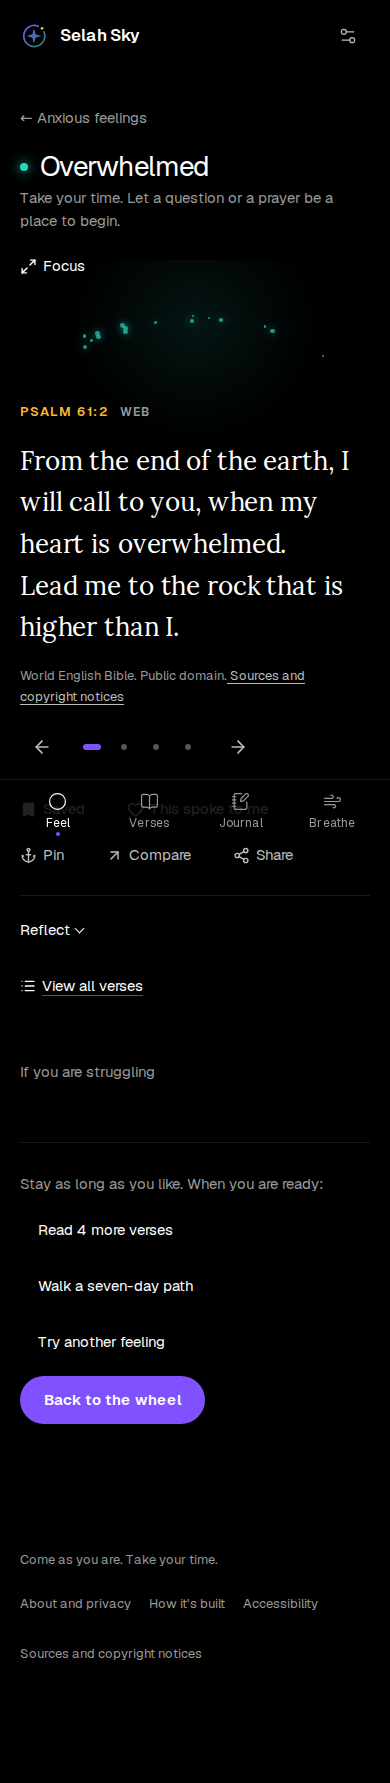 Selah Sky
← Anxious feelings
Overwhelmed
Take your time. Let a question or a prayer be a
place to begin.
Focus
PSALM 61:2 WEB
From the end of the earth, I
will call to you, when my
heart is overwhelmed.
Lead me to the rock that is
higher than I.
World English Bible. Public domain. Sources and
copyright notices
Saved This spoke to me
Feel Verses Journal Breathe
Pin Compare Share
Reflect
View all verses
If you are struggling
Stay as long as you like. When you are ready:
Read 4 more verses
Walk a seven-day path
Try another feeling
Back to the wheel
Come as you are. Take your time.
About and privacy How it's built Accessibility
Sources and copyright notices